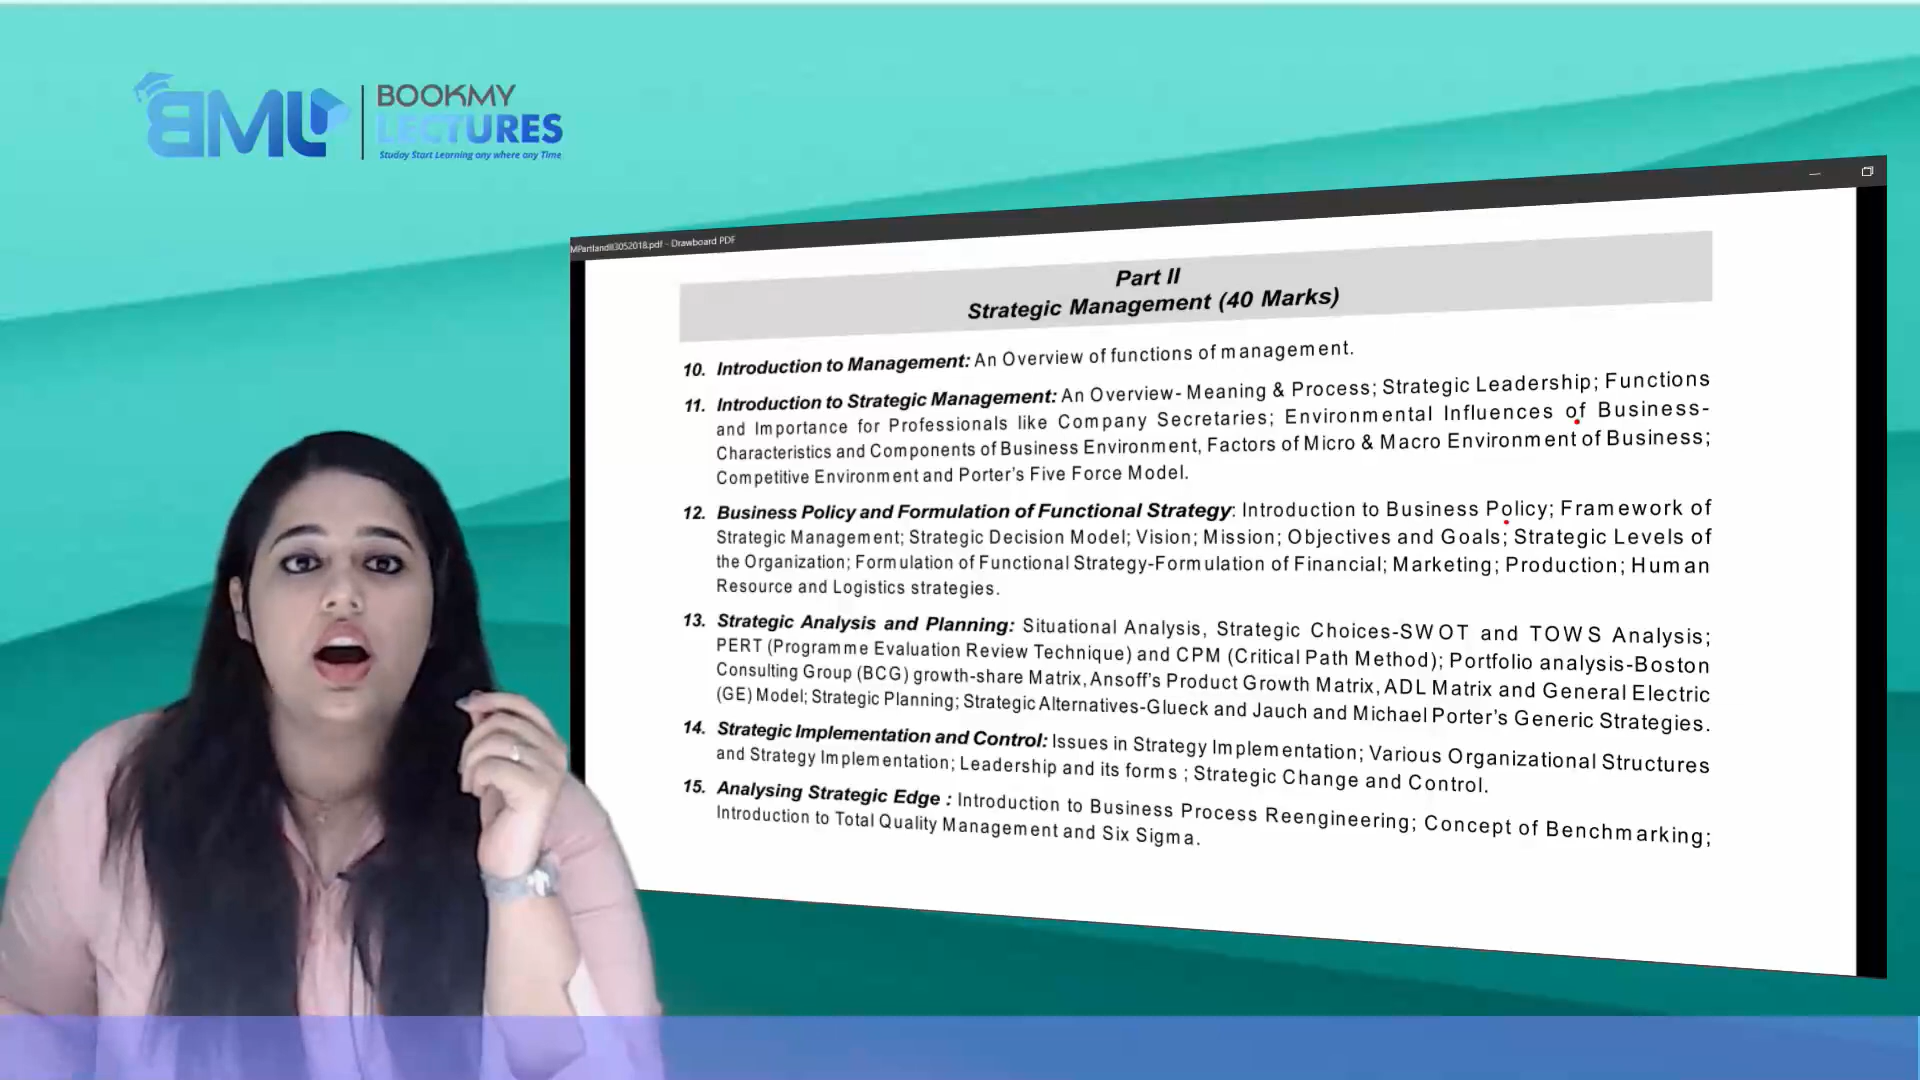 BML
BOOKMY
LECTURES
Studay Start Learning any where any Time
MPartIandII3052018.pdf - Drawboard PDF
Part II
Strategic Management (40 Marks)
10. Introduction to Management: An Overview of functions of management.
11. Introduction to Strategic Management: An Overview- Meaning & Process; Strategic Leadership; Functions
and Importance for Professionals like Company Secretaries; Environmental Influences of Business-
Characteristics and Components of Business Environment, Factors of Micro & Macro Environment of Business;
Competitive Environment and Porter's Five Force Model.
12. Business Policy and Formulation of Functional Strategy: Introduction to Business Policy; Framework of
Strategic Management; Strategic Decision Model; Vision; Mission; Objectives and Goals; Strategic Levels of
the Organization; Formulation of Functional Strategy-Formulation of Financial; Marketing; Production; Human
Resource and Logistics strategies.
13. Strategic Analysis and Planning: Situational Analysis, Strategic Choices-SWOT and TOWS Analysis;
PERT (Programme Evaluation Review Technique) and CPM (Critical Path Method); Portfolio analysis-Boston
Consulting Group (BCG) growth-share Matrix, Ansoff's Product Growth Matrix, ADL Matrix and General Electric
(GE) Model; Strategic Planning; Strategic Alternatives-Glueck and Jauch and Michael Porter's Generic Strategies.
14. Strategic Implementation and Control: Issues in Strategy Implementation; Various Organizational Structures
and Strategy Implementation; Leadership and its forms ; Strategic Change and Control.
15. Analysing Strategic Edge : Introduction to Business Process Reengineering; Concept of Benchmarking;
Introduction to Total Quality Management and Six Sigma.